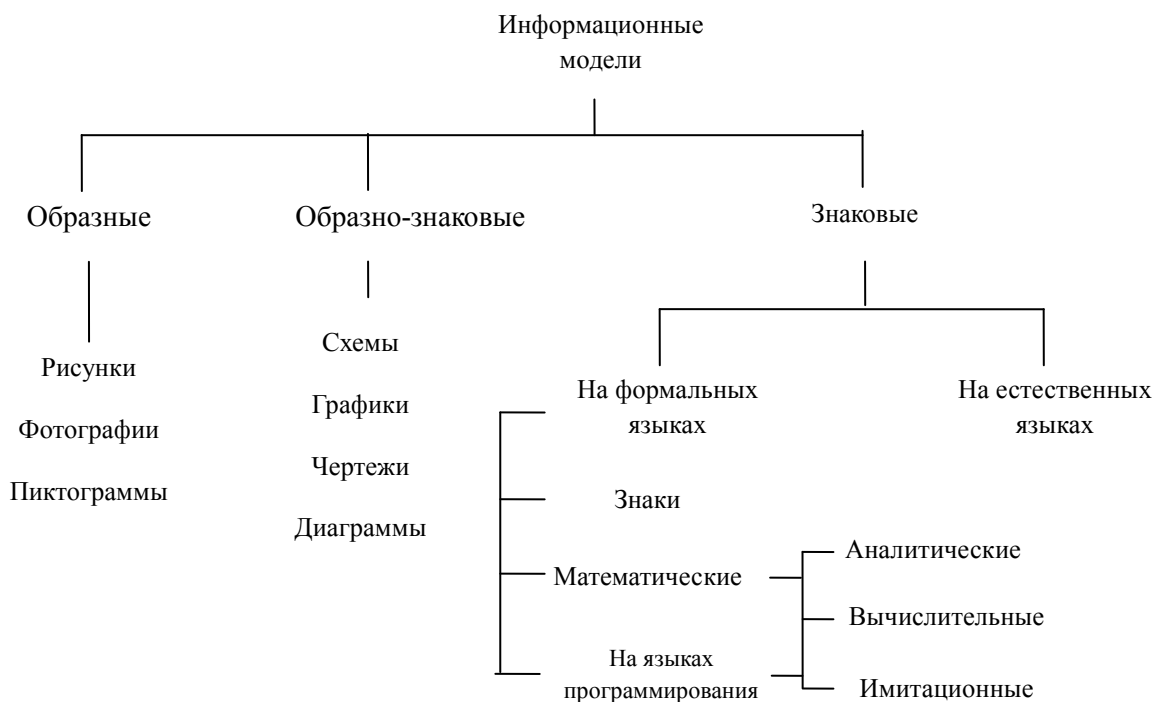 Информационные
модели
Образные
Образно-знаковые
Знаковые
Рисунки
Фотографии
Пиктограммы
Схемы
Графики
Чертежи
Диаграммы
На формальных
языках
На естественных
языках
Знаки
Математические
На языках
программирования
Аналитические
Вычислительные
Имитационные